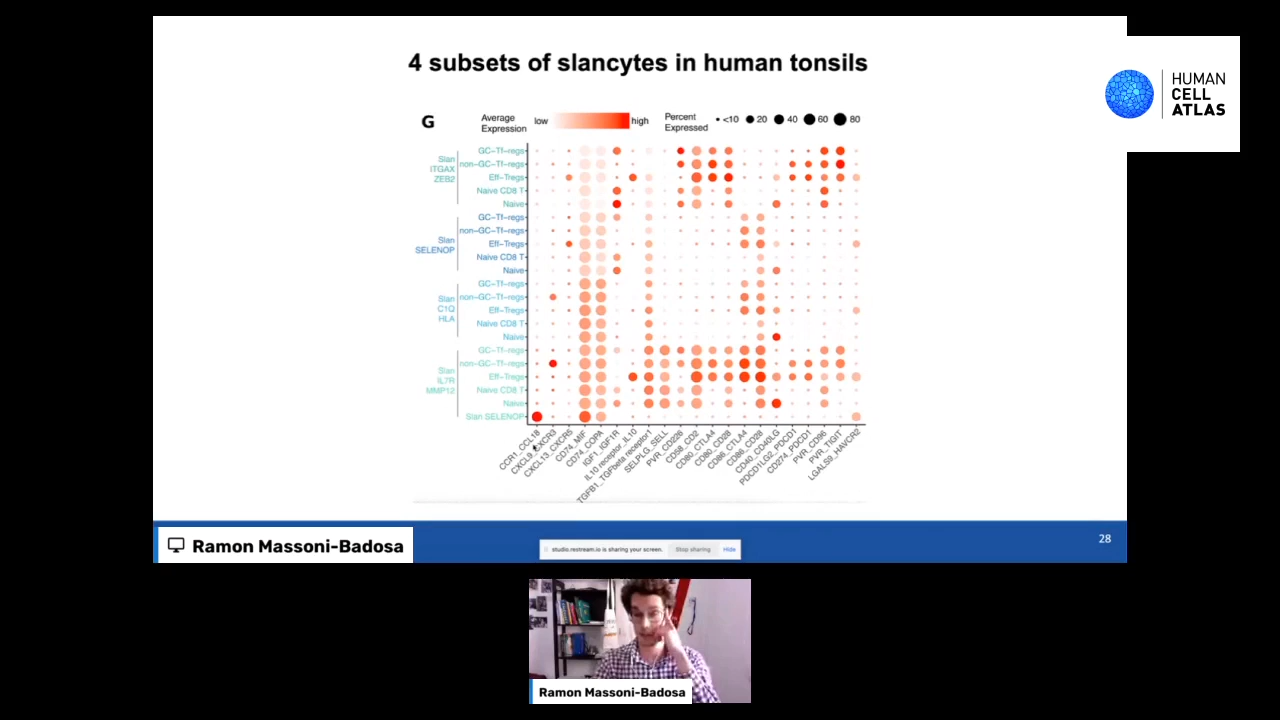 4 subsets of slancytes in human tonsils
HUMAN
CELL
ATLAS
G
Average
Expression
low
high
Percent
Expressed
<10
20
40
60
80
Slan
ITGAX
ZEB2
GC-Tf-regs
non-GC-Tf-regs
Eff-Tregs
Naive CD8 T
Naive
Slan
SELENOP
GC-Tf-regs
non-GC-Tf-regs
Eff-Tregs
Naive CD8 T
Naive
Slan
C1Q
HLA
GC-Tf-regs
non-GC-Tf-regs
Eff-Tregs
Naive CD8 T
Naive
Slan
IL7R
MMP12
GC-Tf-regs
non-GC-Tf-regs
Eff-Tregs
Naive CD8 T
Naive
Slan SELENOP
CCR1_CCL18
CXCL9_CXCR3
CXCL13_CXCR5
CD74_MIF
CD74_COPA
IGF1_IGF1R
IL10 receptor_IL10
TGFB1_TGFbeta receptor1
SELPLG_SELL
PVR_CD226
CD58_CD2
CD80_CTLA4
CD80_CD28
CD86_CTLA4
CD86_CD28
CD40_CD40LG
PDCD1LG2_PDCD1
CD274_PDCD1
PVR_CD96
PVR_TIGIT
LGALS9_HAVCR2
Ramon Massoni-Badosa
studio.restream.io is sharing your screen.
Stop sharing
Hide
28
Ramon Massoni-Badosa